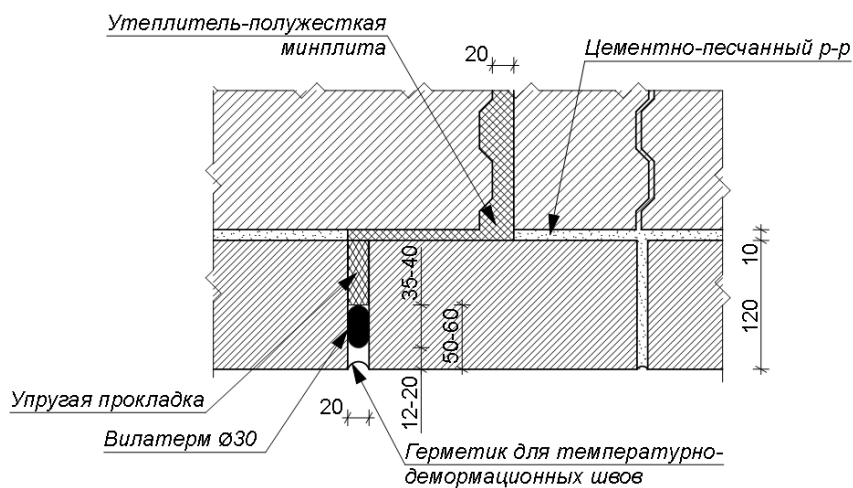 Утеплитель-полужесткая
минплита
20
Цементно-песчанный р-р
35-40
50-60
10
120
Упругая прокладка
20
12-20
Вилатерм Ø30
Герметик для температурно-
демормационных швов